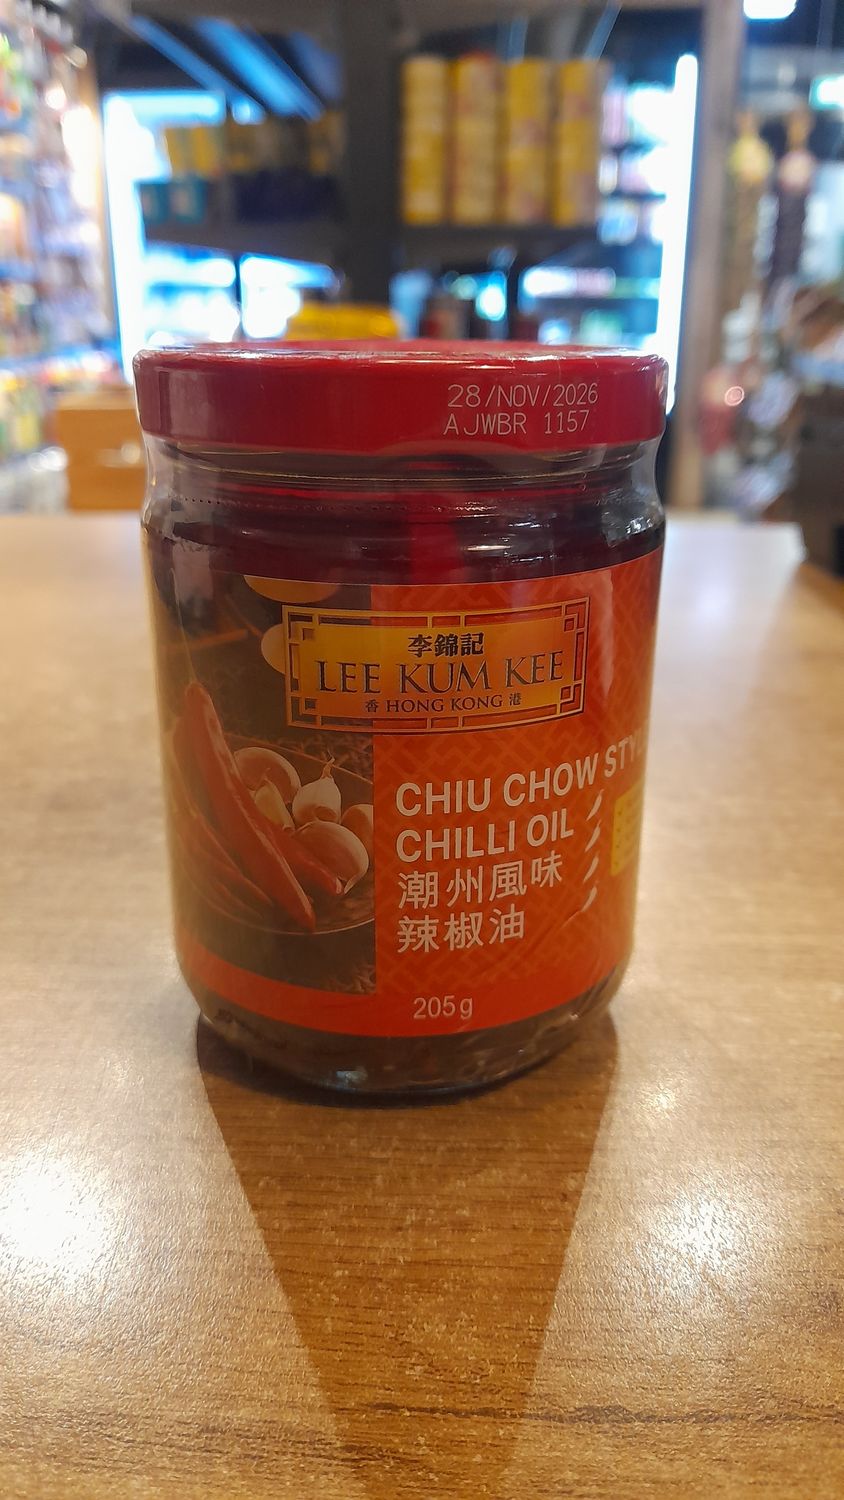 28/NOV/2026
AJWBR 1157
李錦記
LEE KUM KEE
香 HONG KONG 港
CHIU CHOW STYLE
CHILLI OIL
潮州風味
辣椒油
205g